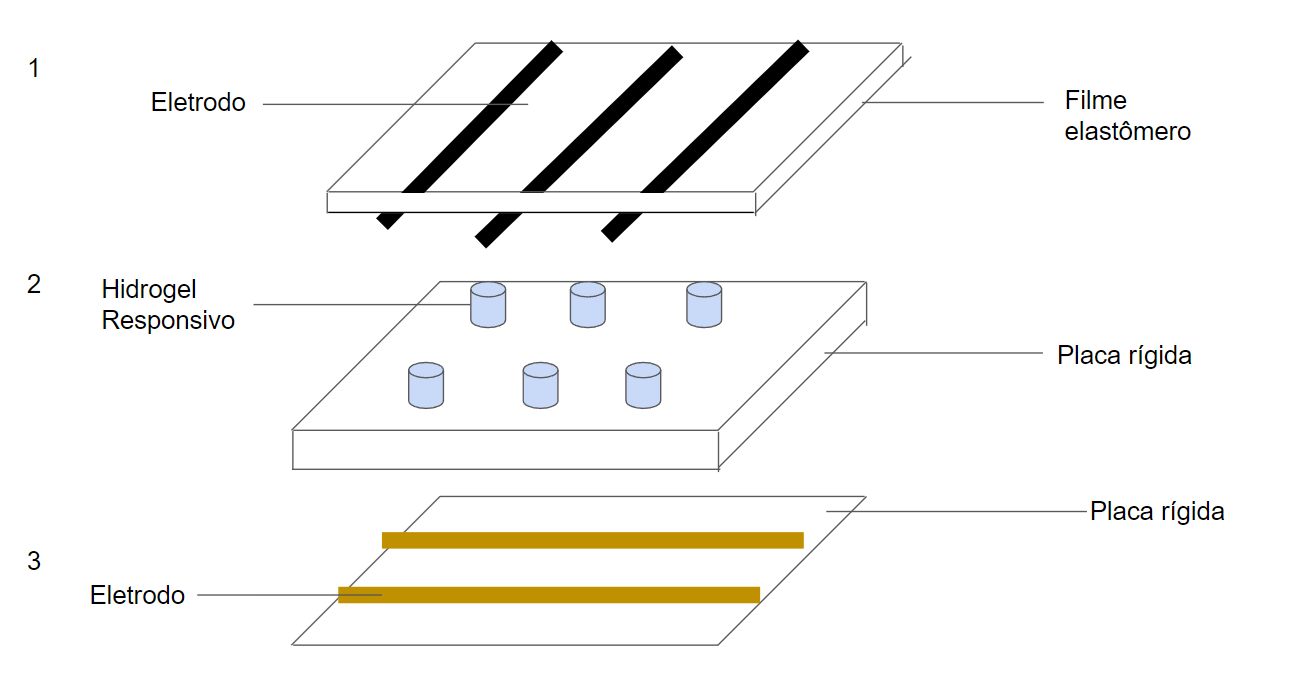 1
Eletrodo
Filme
elastômero
2
Hidrogel
Responsivo
Placa rígida
Placa rígida
3
Eletrodo